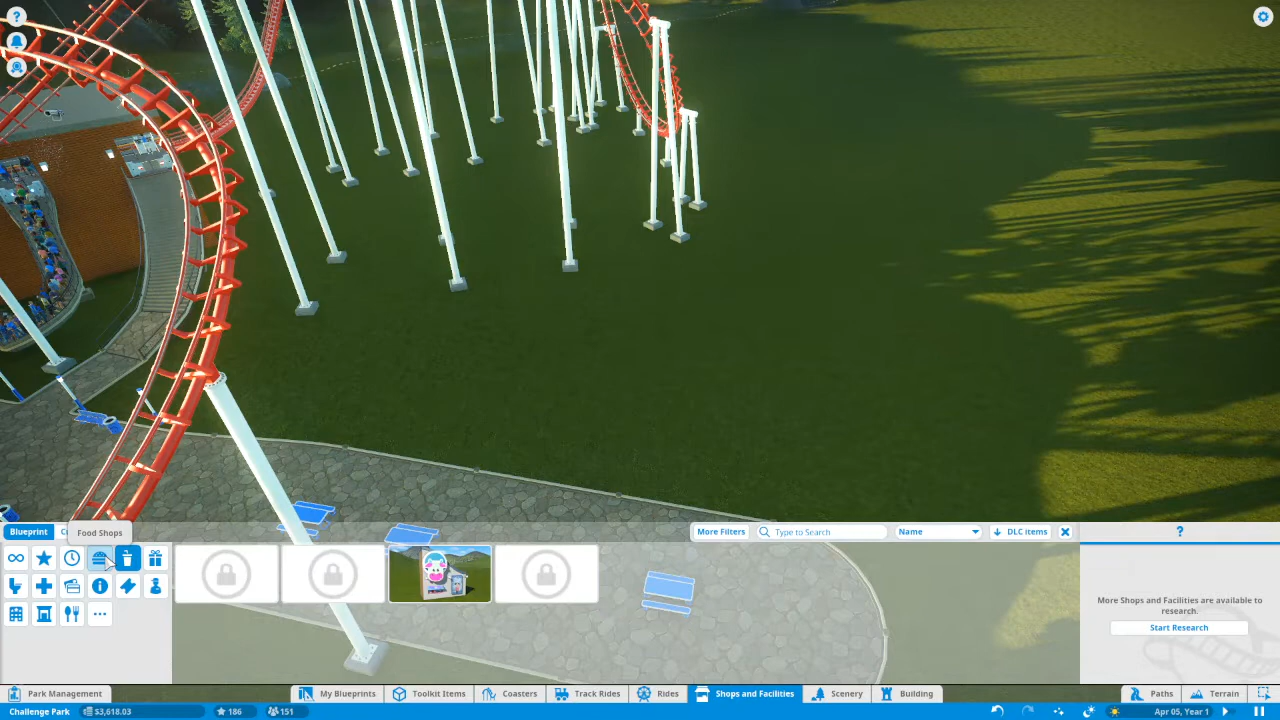 Blueprint
Food Shops
More Filters
Type to Search
Name
DLC items
?
More Shops and Facilities are available to
research.
Start Research
Park Management
My Blueprints
Toolkit Items
Coasters
Track Rides
Rides
Shops and Facilities
Scenery
Building
Paths
Terrain
Challenge Park
$3,618.03
186
151
Apr 05, Year 1